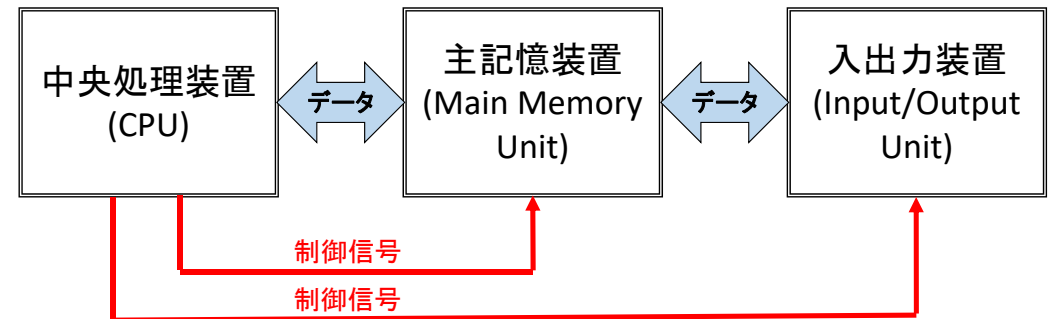 中央処理装置
(CPU)
データ
主記憶装置
(Main Memory
Unit)
データ
入出力装置
(Input/Output
Unit)
制御信号
制御信号